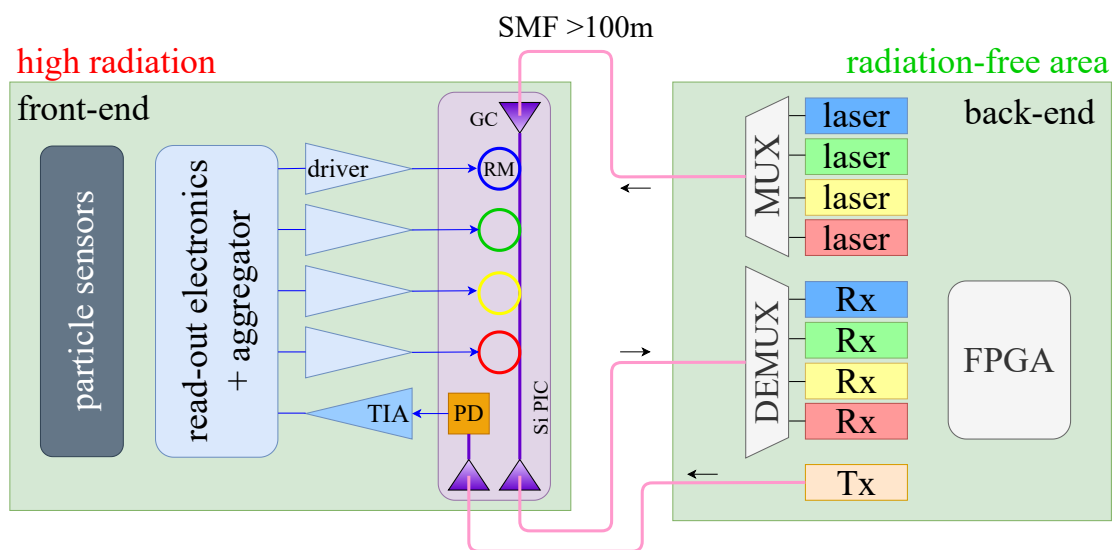 SMF >100m
high radiation
radiation-free area
front-end
back-end
particle sensors
read-out electronics
+ aggregator
driver
GC
RM
TIA
PD
Si PIC
MUX
laser
laser
laser
laser
DEMUX
Rx
Rx
Rx
Rx
Tx
FPGA